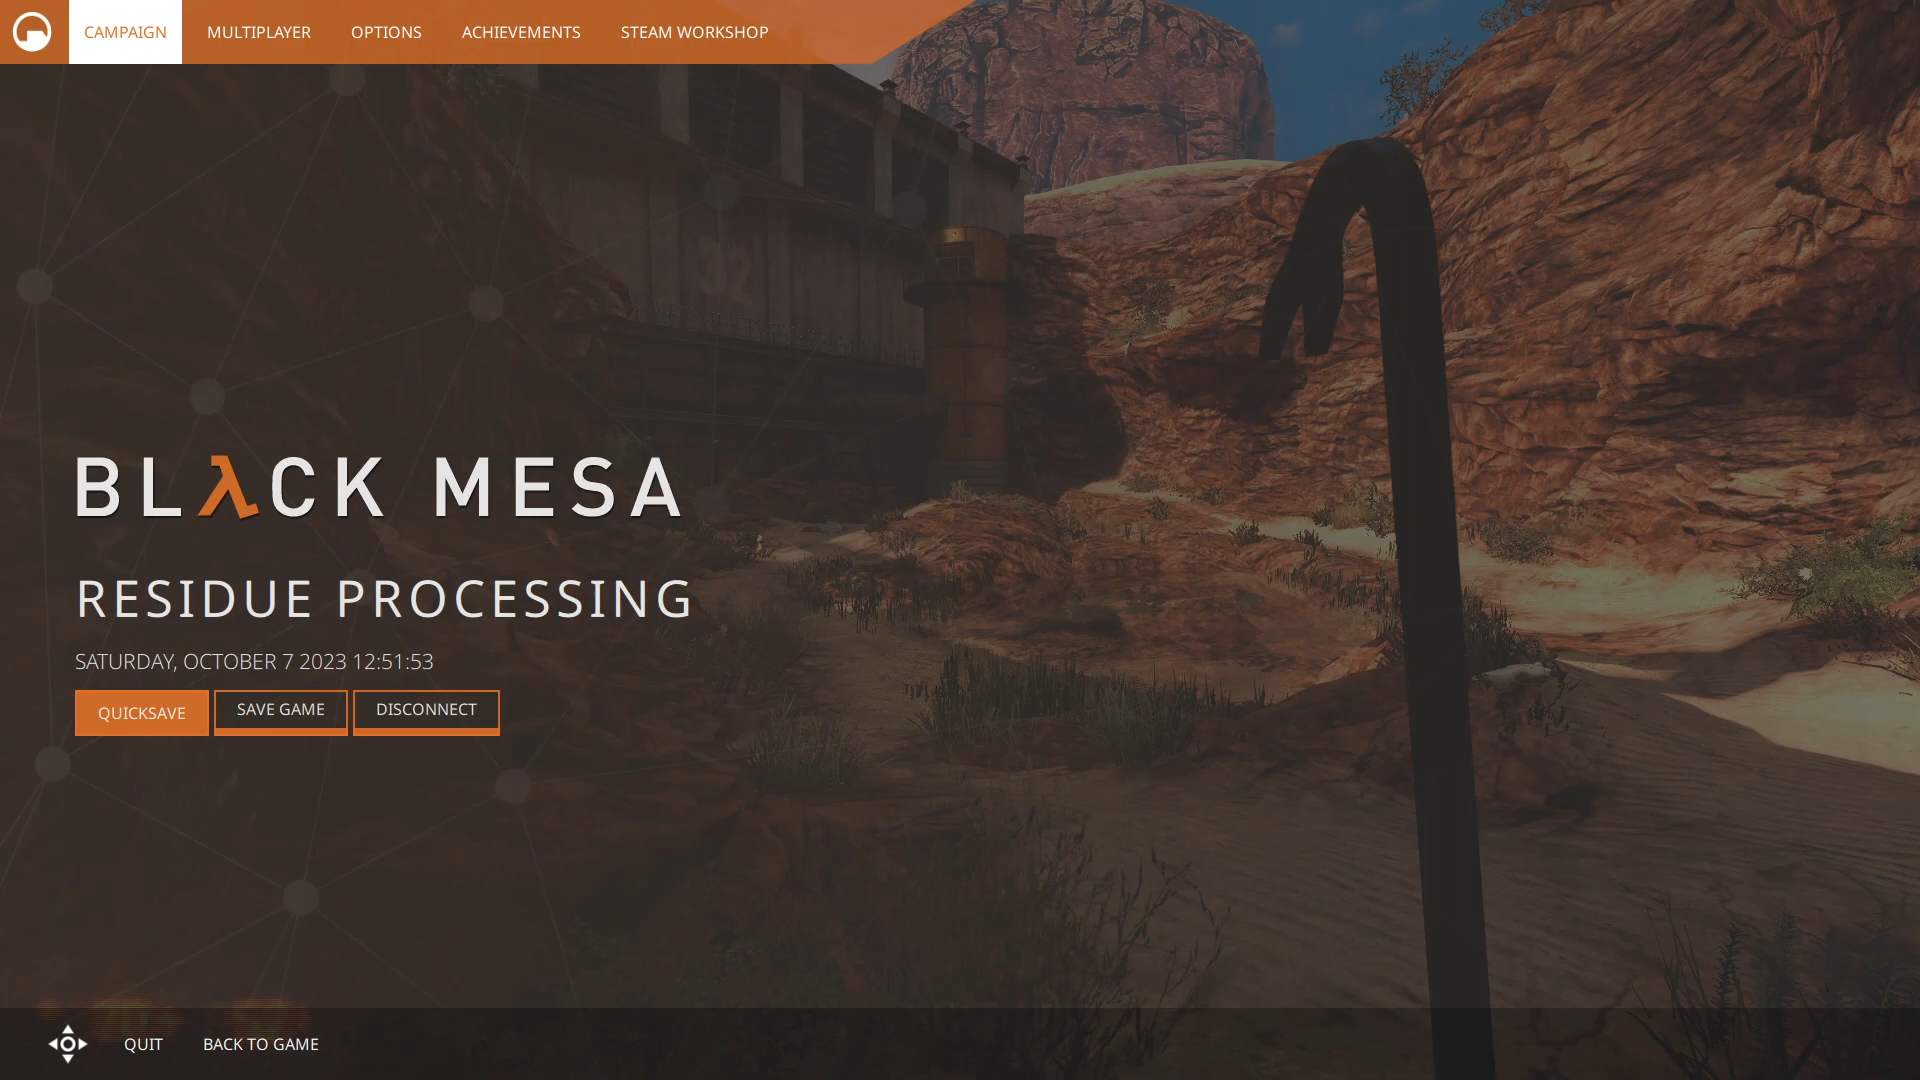 CAMPAIGN MULTIPLAYER OPTIONS ACHIEVEMENTS STEAM WORKSHOP
32
BLλCK MESA
RESIDUE PROCESSING
SATURDAY, OCTOBER 7 2023 12:51:53
QUICKSAVE SAVE GAME DISCONNECT
QUIT BACK TO GAME